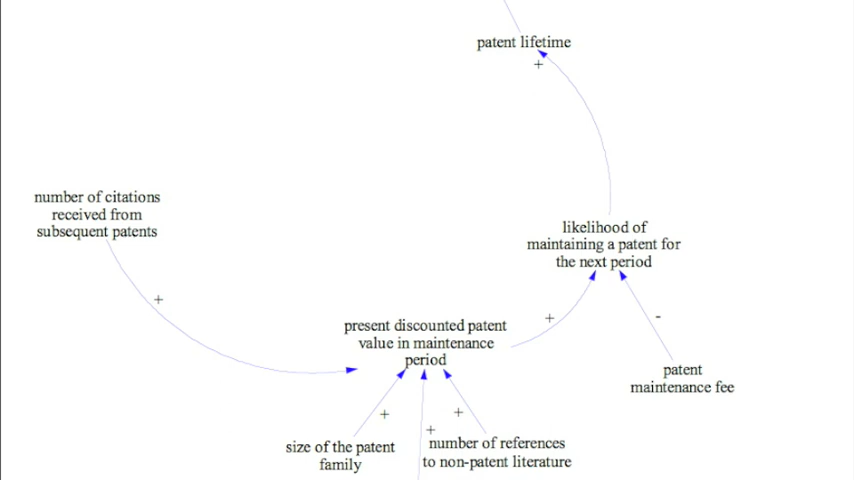 patent lifetime
+
number of citations
received from
subsequent patents
likelihood of
maintaining a patent for
the next period
+
+
-
present discounted patent
value in maintenance
period
patent
maintenance fee
+
+
+
size of the patent
family
number of references
to non-patent literature